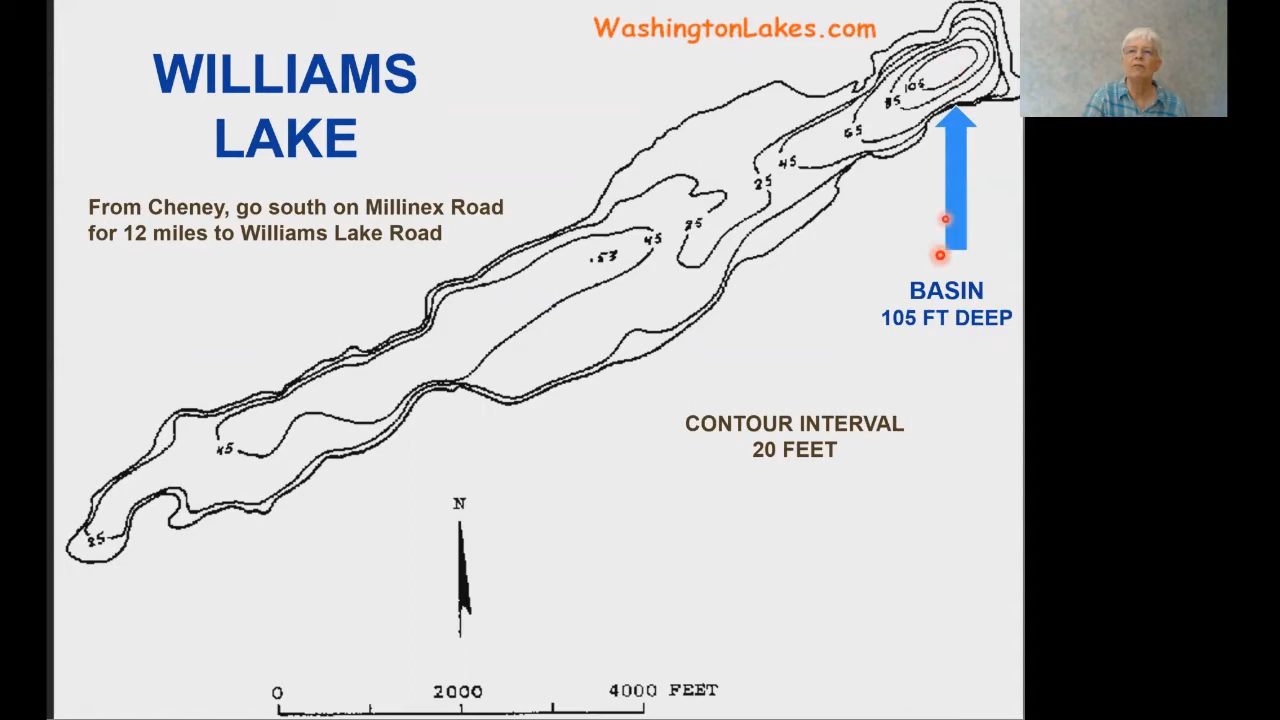 WashingtonLakes.com
WILLIAMS
LAKE
From Cheney, go south on Millinex Road
for 12 miles to Williams Lake Road
105
85
65
45
25
25
45
.53
45
25
BASIN
105 FT DEEP
CONTOUR INTERVAL
20 FEET
N
0 2000 4000 FEET